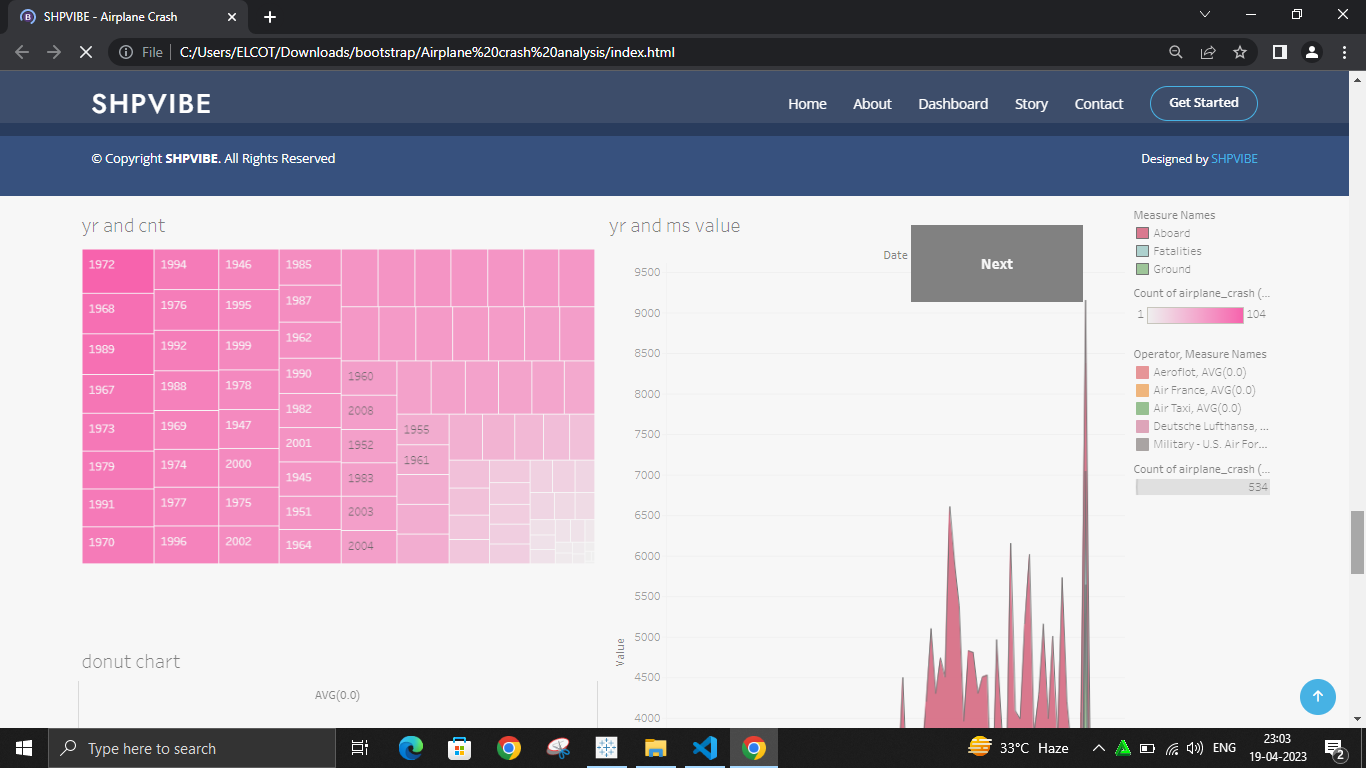 SHPVIBE - Airplane Crash
File
C:/Users/ELCOT/Downloads/bootstrap/Airplane%20crash%20analysis/index.html
SHPVIBE
Home About Dashboard Story Contact Get Started
© Copyright SHPVIBE. All Rights Reserved
Designed by SHPVIBE
yr and cnt
1972 1994 1946 1985
1968 1976 1995 1987
1989 1992 1999 1962
1967 1988 1978 1990 1960
1973 1969 1947 1982 2008 1955
1979 1974 2000 2001 1952 1961
1991 1977 1975 1945 1983
1970 1996 2002 1951 2003
1964 2004
yr and ms value
Date
Next
9500
9000
8500
8000
7500
7000
6500
6000
5500
5000
4500
4000
Value
Measure Names
Aboard
Fatalities
Ground
Count of airplane_crash (...
1 104
Operator, Measure Names
Aeroflot, AVG(0.0)
Air France, AVG(0.0)
Air Taxi, AVG(0.0)
Deutsche Lufthansa, ...
Military - U.S. Air For...
Count of airplane_crash (...
534
donut chart
AVG(0.0)
Type here to search
33°C Haze
ENG
23:03
19-04-2023
2